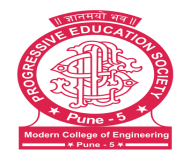 ॥ ज्ञानमयो भव ॥
PROGRESSIVE EDUCATION SOCIETY
Pune - 5
Modern College of Engineering
★ Pune - 5 ★